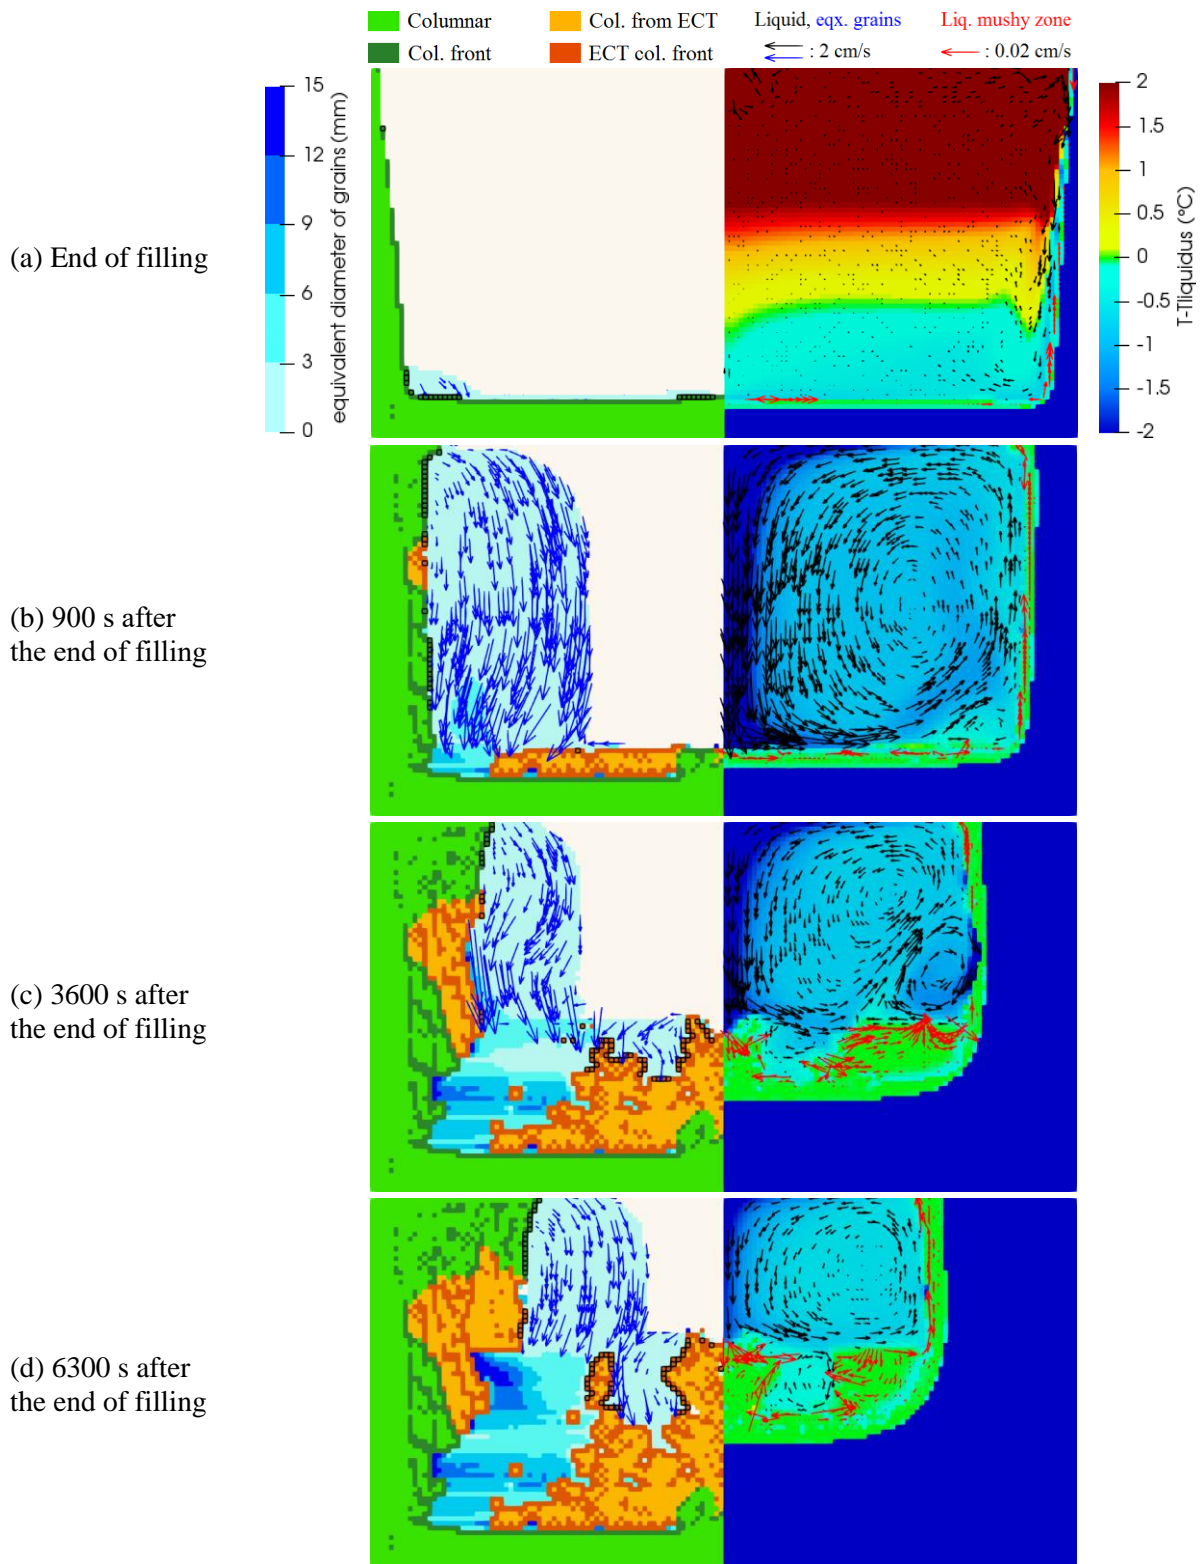 Columnar
Col. from ECT
Liquid, eqx. grains
Liq. mushy zone
Col. front
ECT col. front
: 2 cm/s
: 0.02 cm/s
15
12
9
6
3
0
equivalent diameter of grains (mm)
2
1.5
1
0.5
0
-0.5
-1
-1.5
-2
T-Tliquidus (°C)
(a) End of filling
(b) 900 s after
the end of filling
(c) 3600 s after
the end of filling
(d) 6300 s after
the end of filling